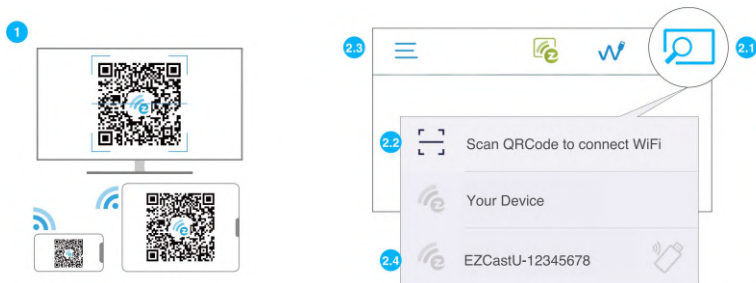 1
2.3
2.1
2.2
Scan QRCode to connect WiFi
Your Device
2.4
EZCastU-12345678